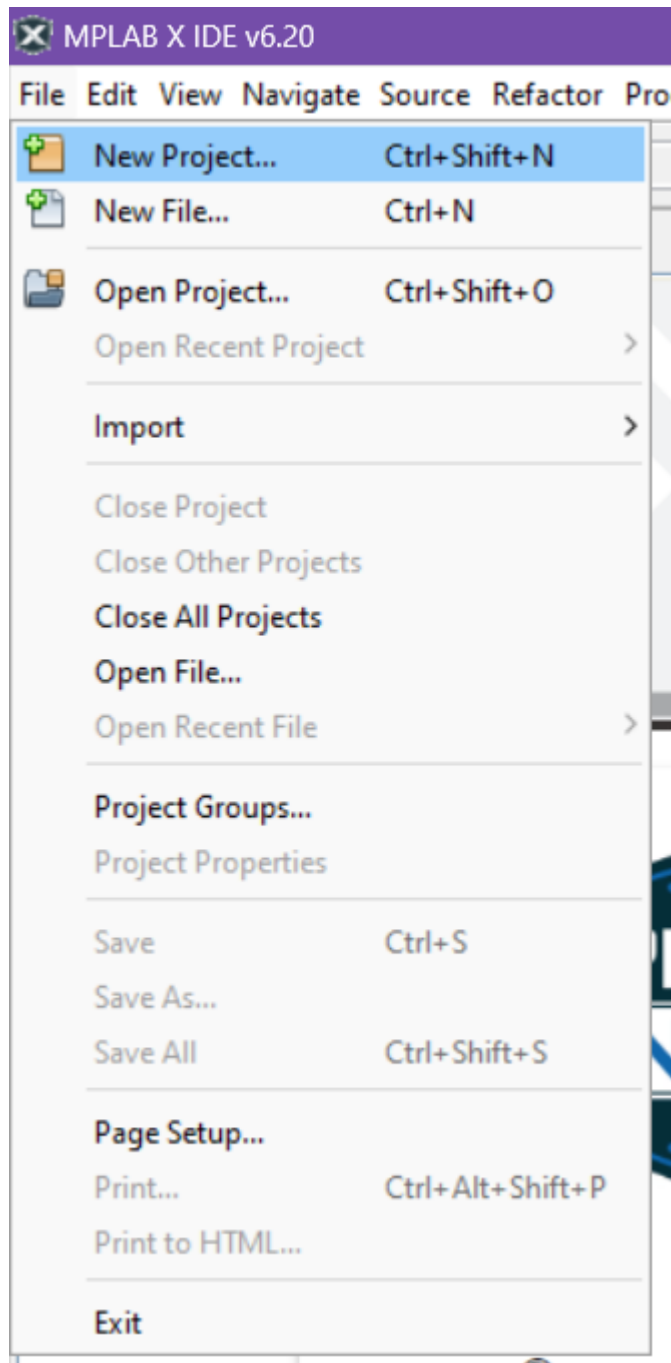 MPLAB X IDE v6.20
File Edit View Navigate Source Refactor Pro
New Project... Ctrl+Shift+N
New File... Ctrl+N
Open Project... Ctrl+Shift+O
Open Recent Project
Import
Close Project
Close Other Projects
Close All Projects
Open File...
Open Recent File
Project Groups...
Project Properties
Save Ctrl+S
Save As...
Save All Ctrl+Shift+S
Page Setup...
Print... Ctrl+Alt+Shift+P
Print to HTML...
Exit